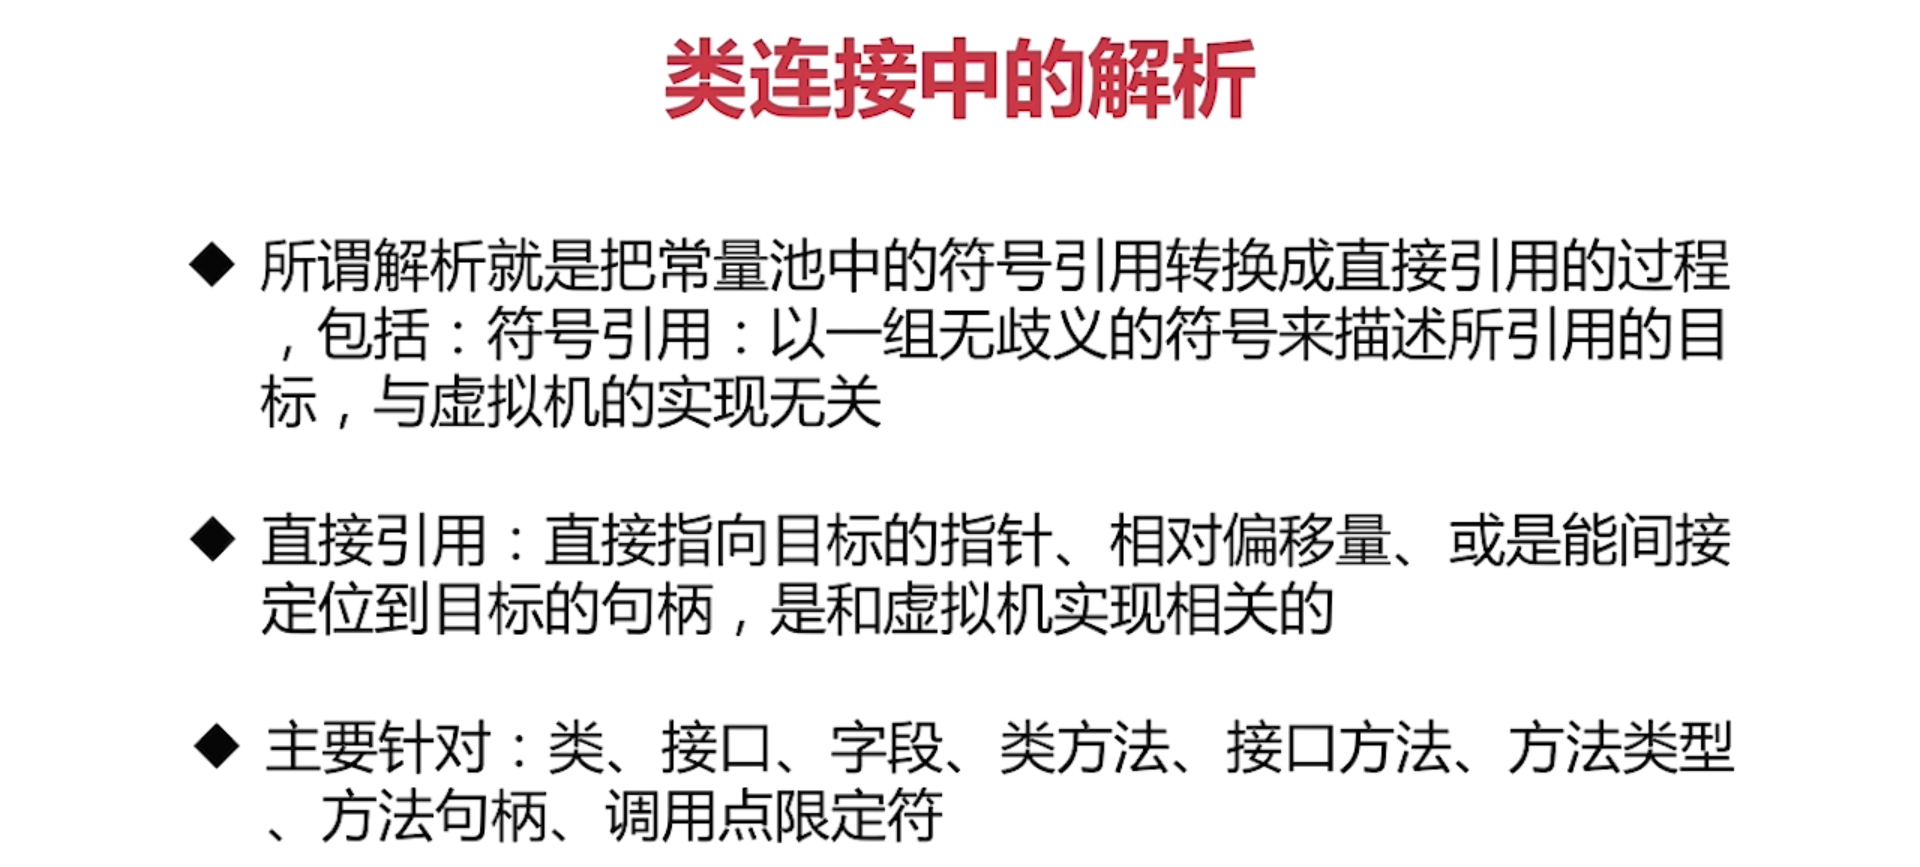 类连接中的解析
◆ 所谓解析就是把常量池中的符号引用转换成直接引用的过程
，包括：符号引用：以一组无歧义的符号来描述所引用的目
标，与虚拟机的实现无关
◆ 直接引用：直接指向目标的指针、相对偏移量、或是能间接
定位到目标的句柄，是和虚拟机实现相关的
◆ 主要针对：类、接口、字段、类方法、接口方法、方法类型
、方法句柄、调用点限定符